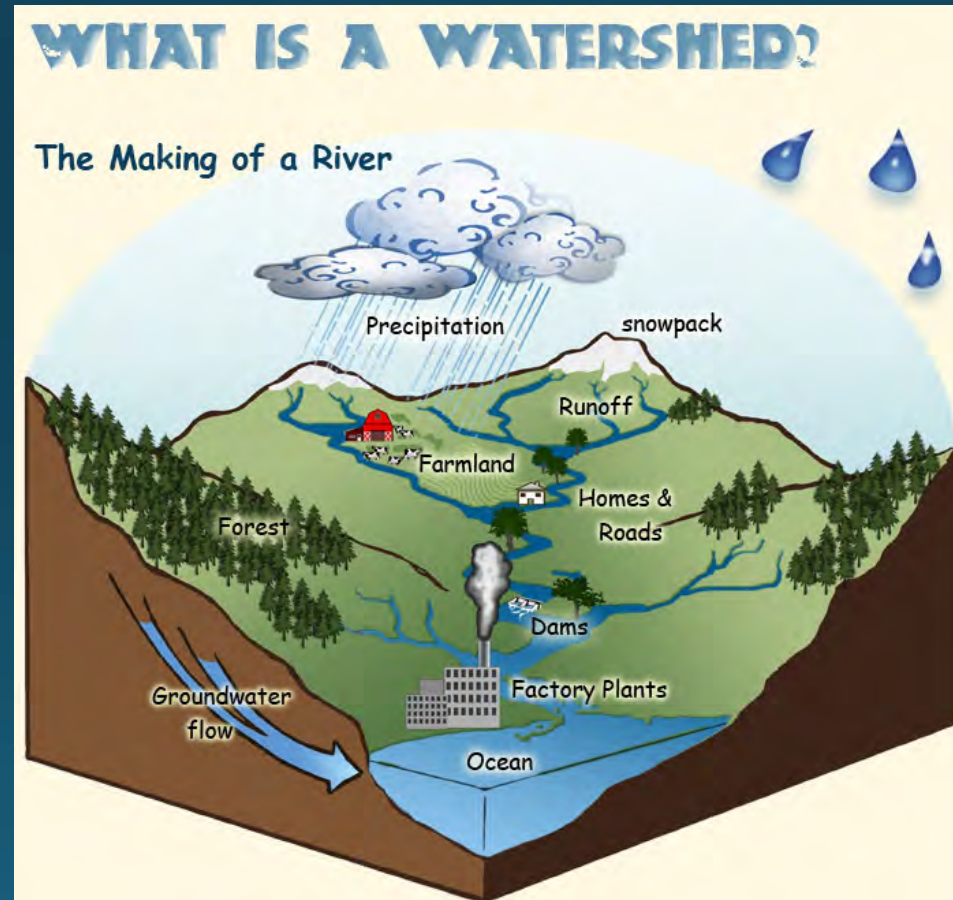 WHAT IS A WATERSHED?
The Making of a River
Precipitation
snowpack
Runoff
Farmland
Homes &
Roads
Forest
Dams
Factory Plants
Groundwater
flow
Ocean